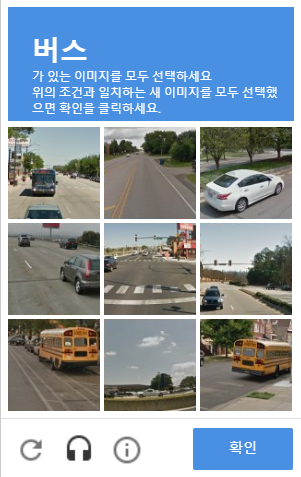 버스
가 있는 이미지를 모두 선택하세요
위의 조건과 일치하는 새 이미지를 모두 선택했
으면 확인을 클릭하세요.
확인